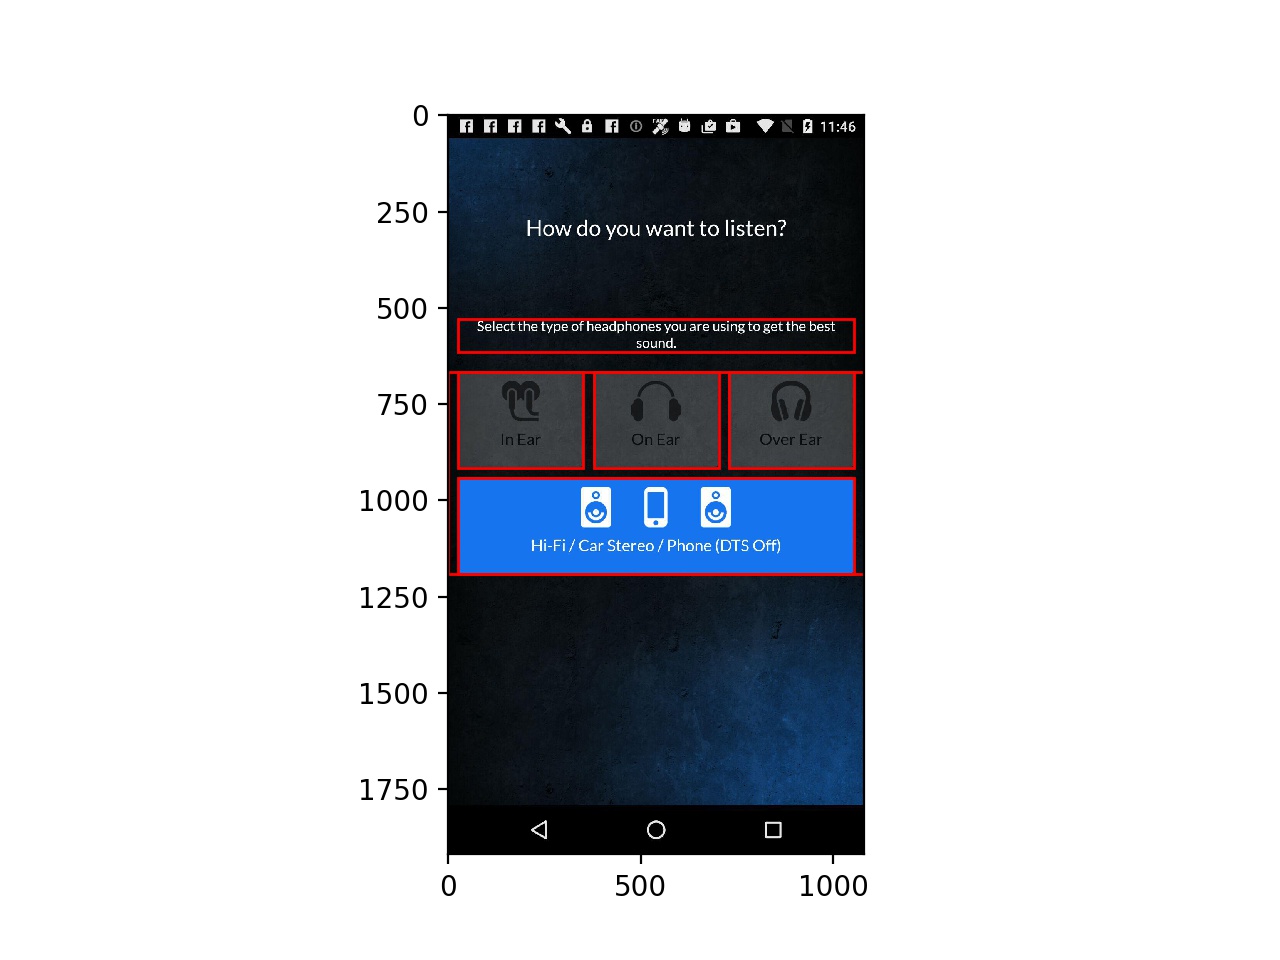 0
250
500
750
1000
1250
1500
1750
11:46
How do you want to listen?
Select the type of headphones you are using to get the best
sound.
In Ear
On Ear
Over Ear
Hi-Fi / Car Stereo / Phone (DTS Off)
0
500
1000